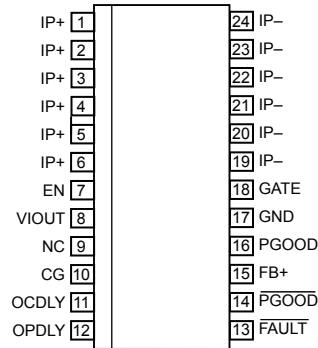 IP+ 1
IP+ 2
IP+ 3
IP+ 4
IP+ 5
IP+ 6
EN 7
VIOUT 8
NC 9
CG 10
OCDLY 11
OPDLY 12
24 IP–
23 IP–
22 IP–
21 IP–
20 IP–
19 IP–
18 GATE
17 GND
16 PGOOD
15 FB+
14 P̅G̅O̅O̅D̅
13 F̅A̅U̅L̅T̅